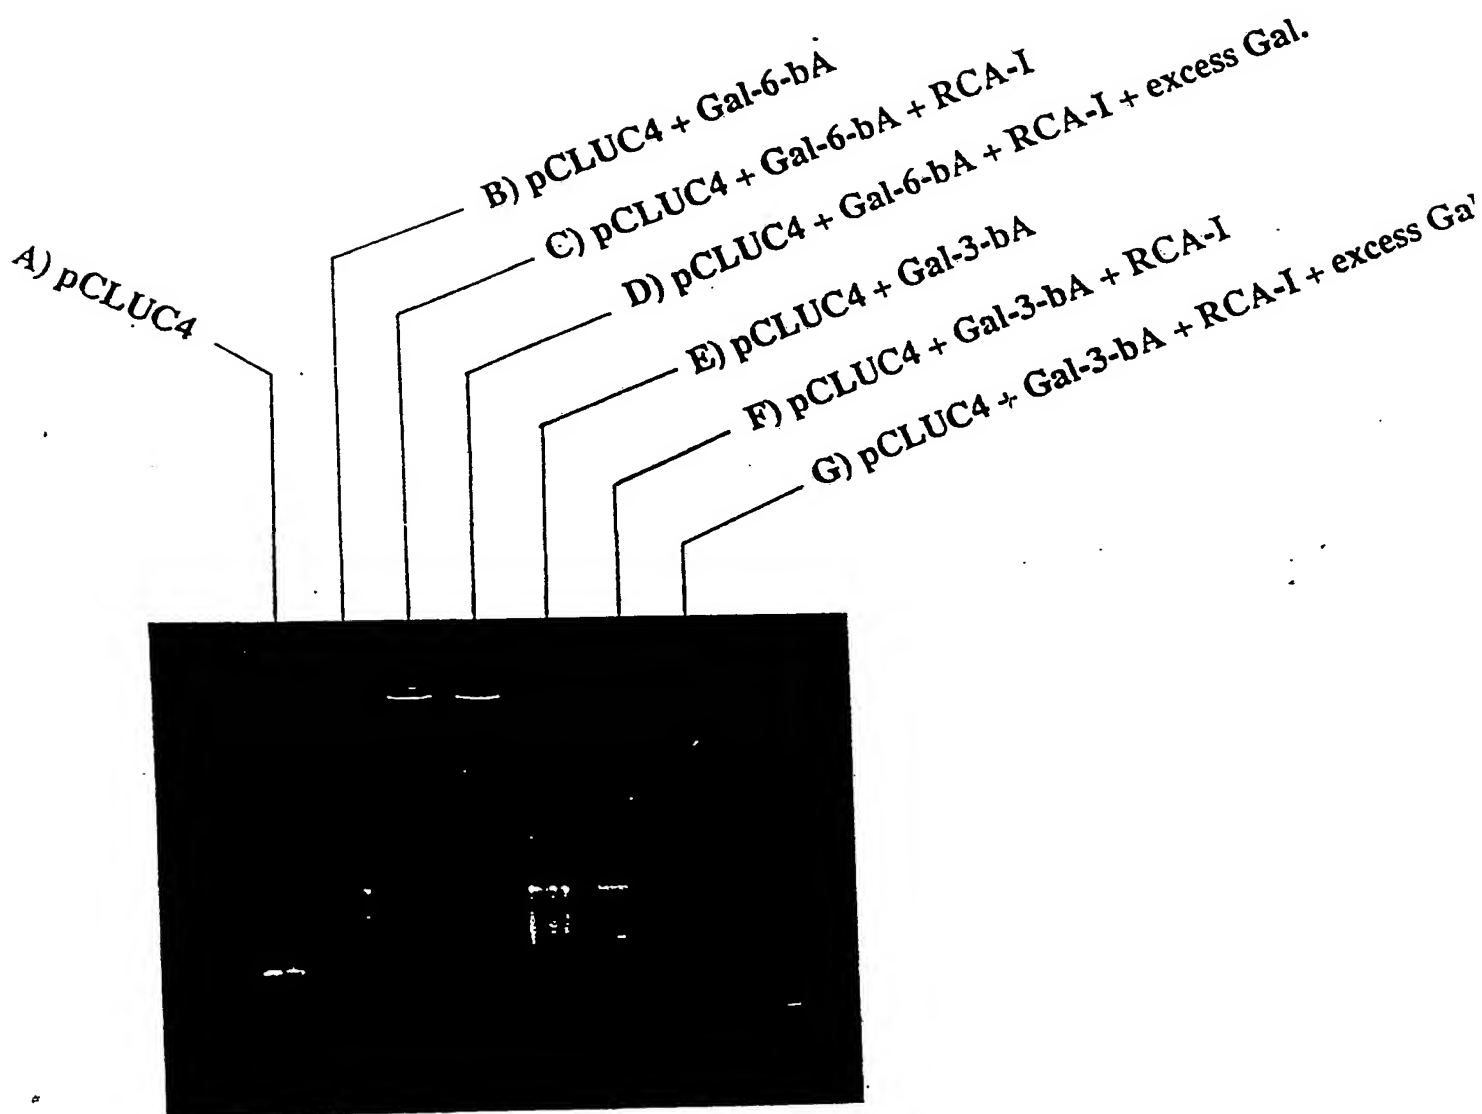 A) pCLUC4
B) pCLUC4 + Gal-6-bA
C) pCLUC4 + Gal-6-bA + RCA-I
D) pCLUC4 + Gal-6-bA + RCA-I + excess Gal.
E) pCLUC4 + Gal-3-bA
F) pCLUC4 + Gal-3-bA + RCA-I
G) pCLUC4 + Gal-3-bA + RCA-I + excess Gal